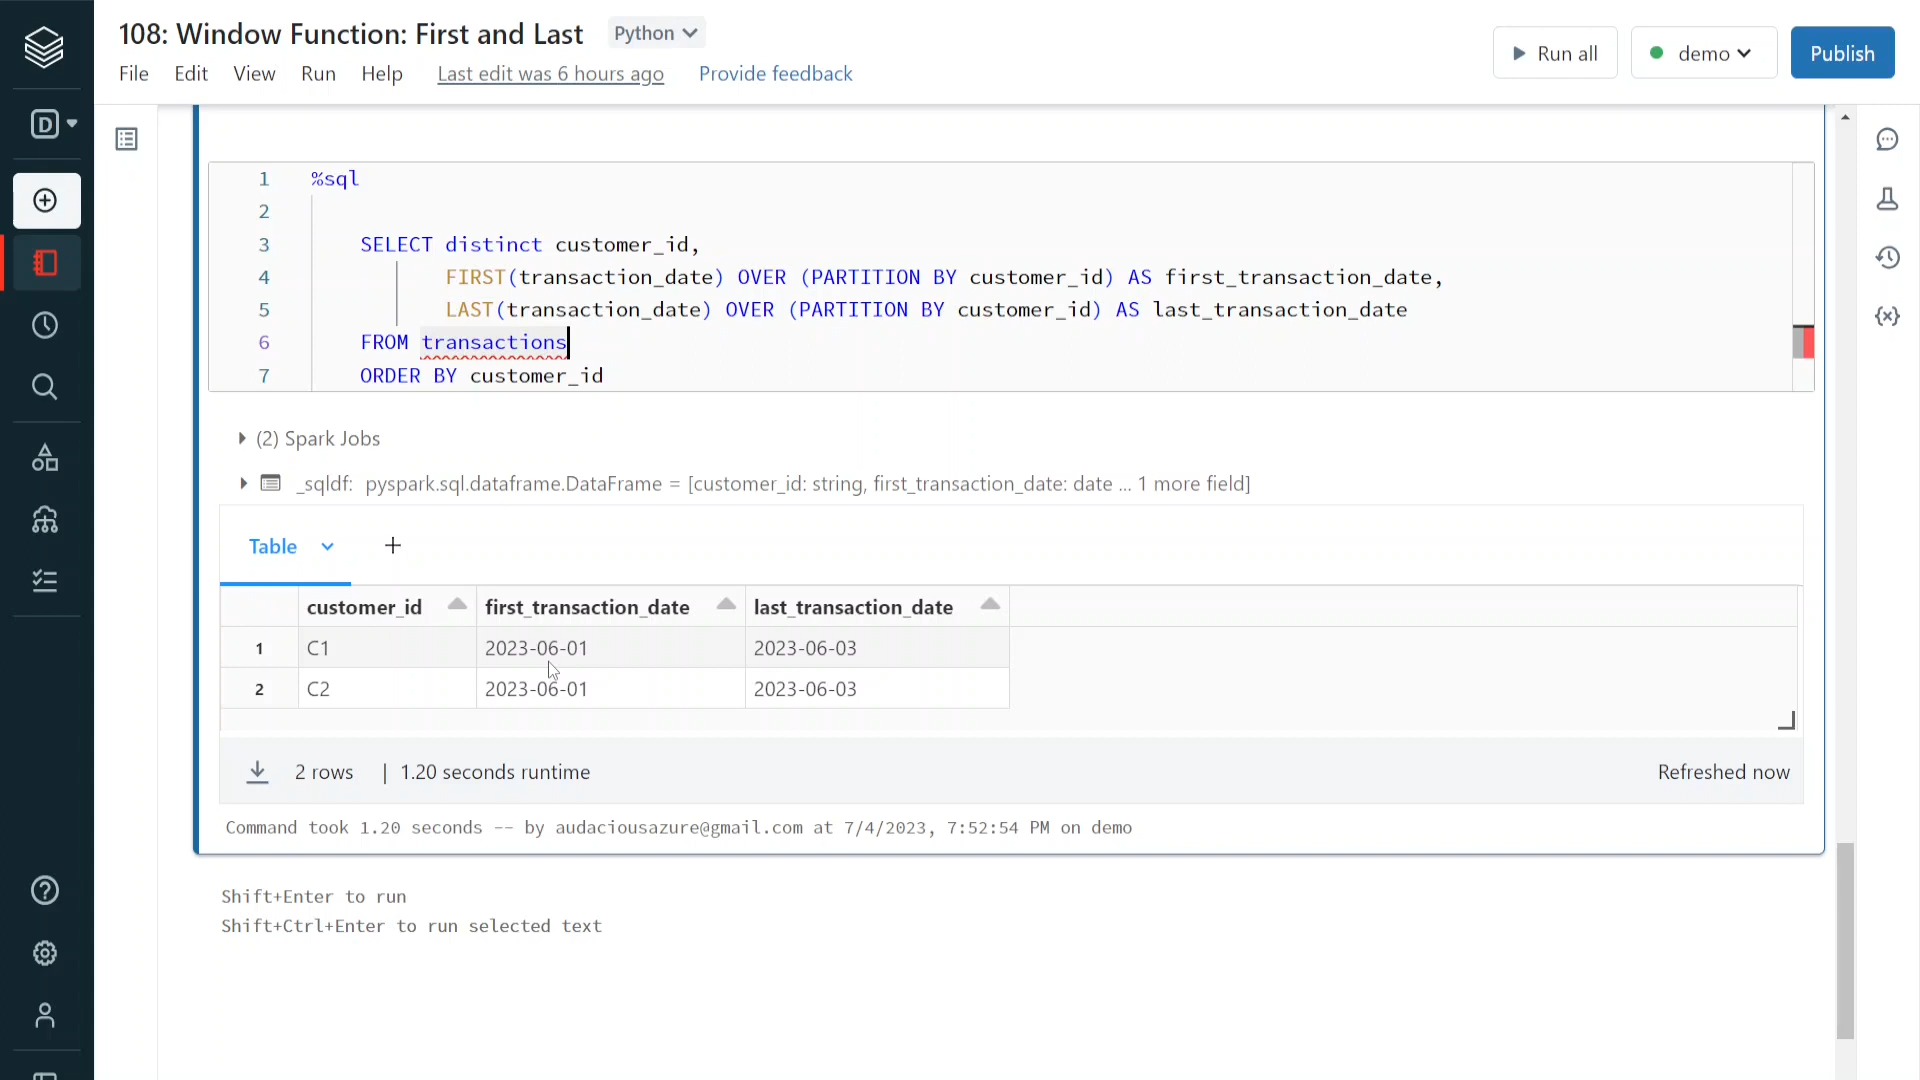 108: Window Function: First and Last
Python
File Edit View Run Help Last edit was 6 hours ago Provide feedback
Run all
demo
Publish
D
1 %sql
2
3 SELECT distinct customer_id,
4 FIRST(transaction_date) OVER (PARTITION BY customer_id) AS first_transaction_date,
5 LAST(transaction_date) OVER (PARTITION BY customer_id) AS last_transaction_date
6 FROM transactions
7 ORDER BY customer_id
(2) Spark Jobs
_sqldf: pyspark.sql.dataframe.DataFrame = [customer_id: string, first_transaction_date: date ... 1 more field]
Table +
customer_id first_transaction_date last_transaction_date
1 C1 2023-06-01 2023-06-03
2 C2 2023-06-01 2023-06-03
2 rows | 1.20 seconds runtime
Refreshed now
Command took 1.20 seconds -- by audaciousazure@gmail.com at 7/4/2023, 7:52:54 PM on demo
Shift+Enter to run
Shift+Ctrl+Enter to run selected text